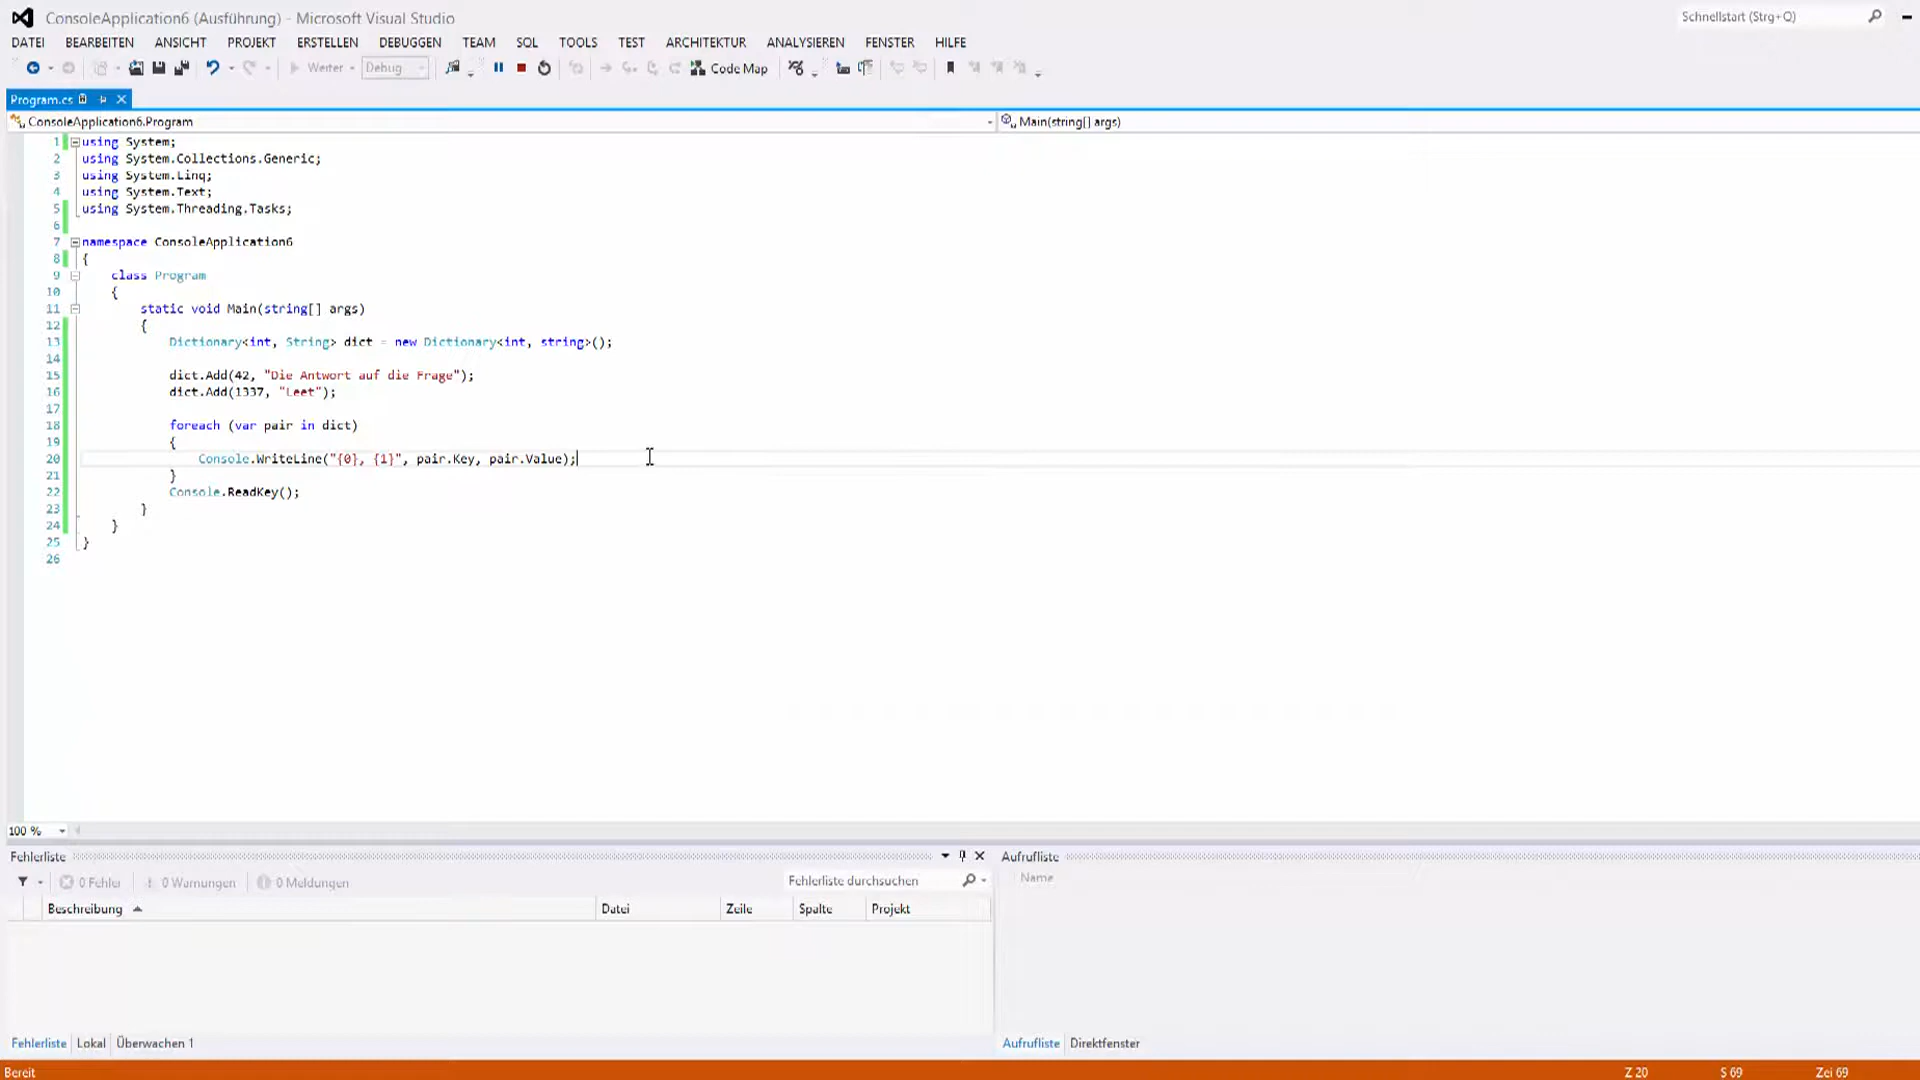 ConsoleApplication6 (Ausführung) - Microsoft Visual Studio
Schnellstart (Strg+Q)
DATEI BEARBEITEN ANSICHT PROJEKT ERSTELLEN DEBUGGEN TEAM SQL TOOLS TEST ARCHITEKTUR ANALYSIEREN FENSTER HILFE
Weiter Debug Code Map
Program.cs
ConsoleApplication6.Program
Main(string[] args)
1 using System;
2 using System.Collections.Generic;
3 using System.Linq;
4 using System.Text;
5 using System.Threading.Tasks;
6
7 namespace ConsoleApplication6
8 {
9 class Program
10 {
11 static void Main(string[] args)
12 {
13 Dictionary<int, String> dict = new Dictionary<int, string>();
14
15 dict.Add(42, "Die Antwort auf die Frage");
16 dict.Add(1337, "Leet");
17
18 foreach (var pair in dict)
19 {
20 Console.WriteLine("{0}, {1}", pair.Key, pair.Value);
21 }
22 Console.ReadKey();
23 }
24 }
25 }
26
100 %
Fehlerliste
0 Fehler 0 Warnungen 0 Meldungen
Fehlerliste durchsuchen
Beschreibung Datei Zeile Spalte Projekt
Fehlerliste Lokal Überwachen 1
Aufrufliste
Name
Aufrufliste Direktfenster
Bereit
Z 20 S 69 Zei 69